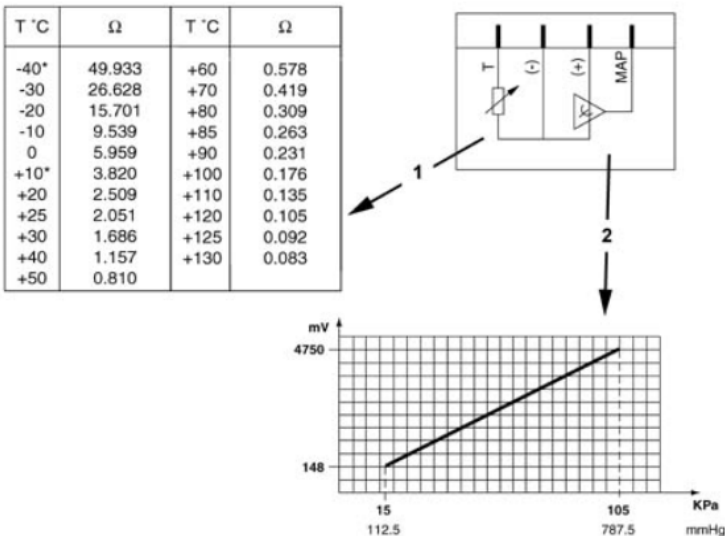 T °C Ω T °C Ω
-40* 49.933 +60 0.578
-30 26.628 +70 0.419
-20 15.701 +80 0.309
-10 9.539 +85 0.263
0 5.959 +90 0.231
+10* 3.820 +100 0.176
+20 2.509 +110 0.135
+25 2.051 +120 0.105
+30 1.686 +125 0.092
+40 1.157 +130 0.083
+50 0.810
T (-) (+) MAP
1
2
mV
4750
148
15 105 KPa
112.5 787.5 mmHg